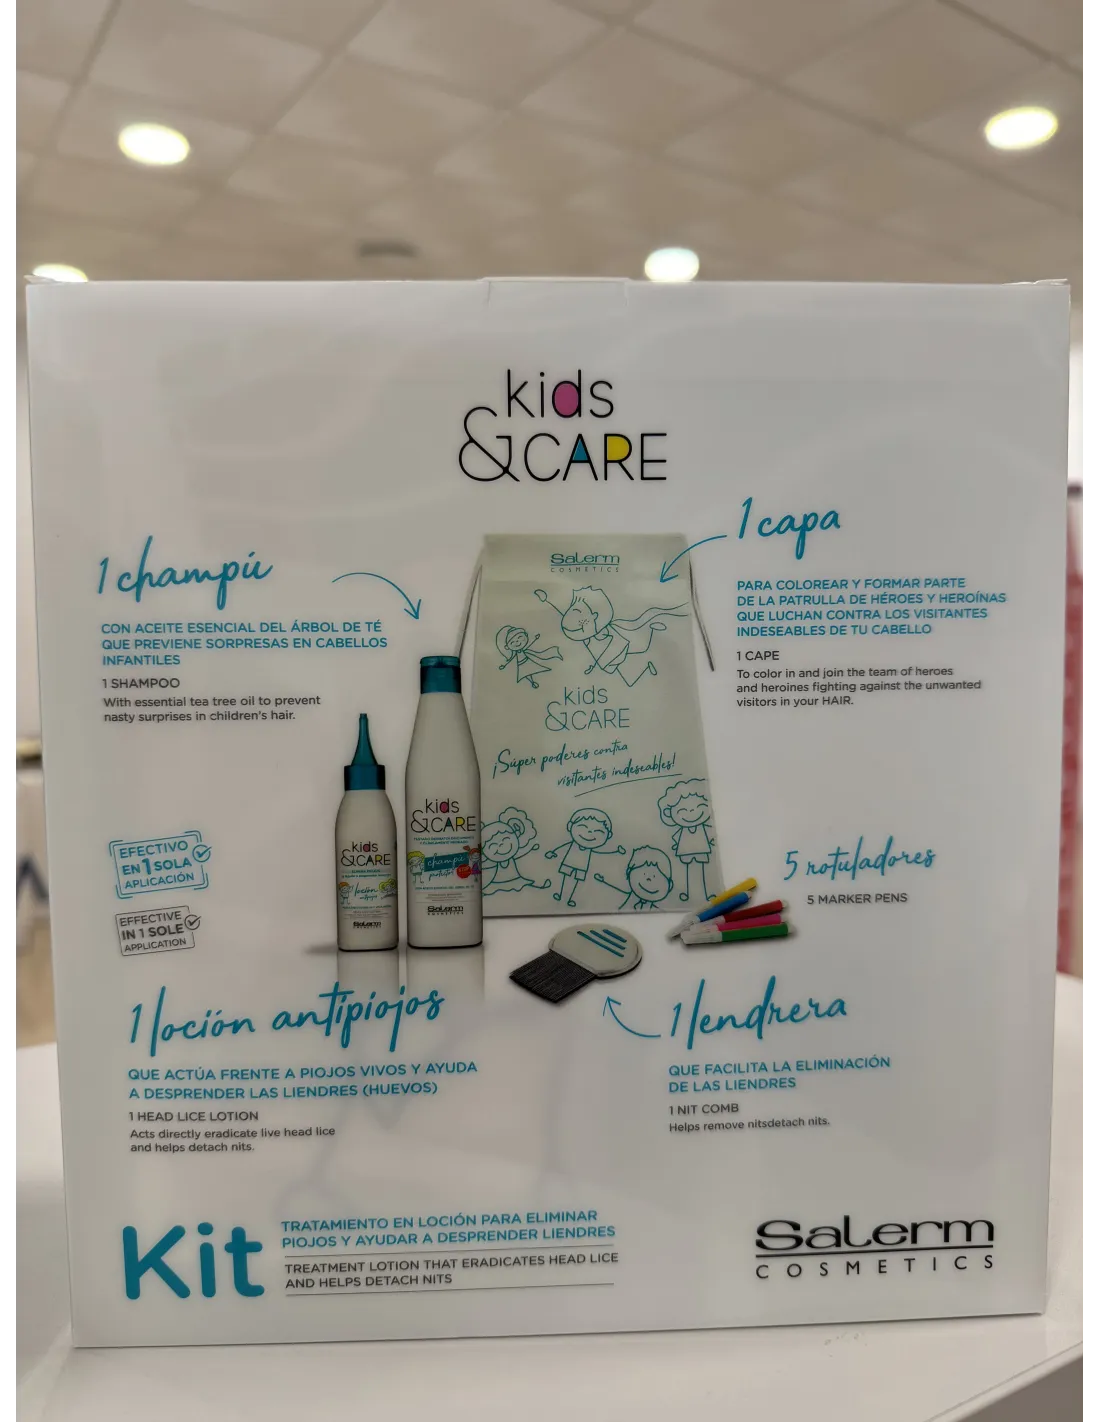 kids
&CARE
1 capa
1 champú
Salerm
COSMETICS
PARA COLOREAR Y FORMAR PARTE
DE LA PATRULLA DE HÉROES Y HEROÍNAS
QUE LUCHAN CONTRA LOS VISITANTES
INDESEABLES DE TU CABELLO
1 CAPE
To color in and join the team of heroes
and heroines fighting against the unwanted
visitors in your HAIR.
CON ACEITE ESENCIAL DEL ÁRBOL DE TÉ
QUE PREVIENE SORPRESAS EN CABELLOS
INFANTILES
1 SHAMPOO
With essential tea tree oil to prevent
nasty surprises in children's hair.
kids
&CARE
¡Súper poderes contra
visitantes indeseables!
kids
&CARE
champú
Salerm
COSMETICS
kids
&CARE
loción
Salerm
EFECTIVO
EN 1 SOLA
APLICACIÓN
EFFECTIVE
IN 1 SOLE
APPLICATION
5 rotuladores
5 MARKER PENS
1 loción antipiojos
QUE ACTÚA FRENTE A PIOJOS VIVOS Y AYUDA
A DESPRENDER LAS LIENDRES (HUEVOS)
1 HEAD LICE LOTION
Acts directly eradicate live head lice
and helps detach nits.
1 lendrera
QUE FACILITA LA ELIMINACIÓN
DE LAS LIENDRES
1 NIT COMB
Helps remove nitsdetach nits.
Kit
TRATAMIENTO EN LOCIÓN PARA ELIMINAR
PIOJOS Y AYUDAR A DESPRENDER LIENDRES
TREATMENT LOTION THAT ERADICATES HEAD LICE
AND HELPS DETACH NITS
Salerm
COSMETICS